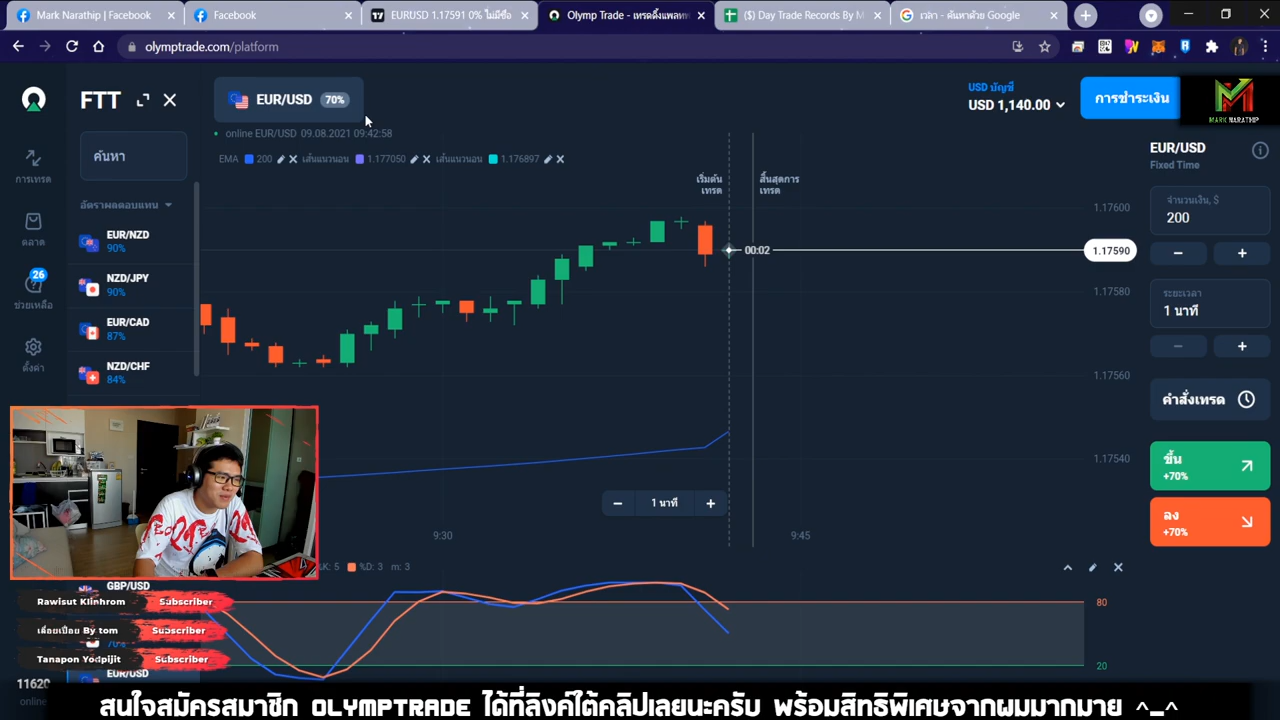 Mark Narathip | Facebook
Facebook
EURUSD 1.17591 0% ไม่มีชื่อ
Olymp Trade - เทรดดิ้งแพลทฟ
($) Day Trade Records By M
เวลา - ค้นหาด้วย Google
olymptrade.com/platform
FTT
EUR/USD 70%
USD บัญชี
USD 1,140.00
การชำระเงิน
MARK NARATHIP
online EUR/USD 09.08.2021 09:42:58
EMA 200 เส้นแนวนอน 1.177050 เส้นแนวนอน 1.176897
ค้นหา
การเทรด
อัตราผลตอบแทน
ตลาด
26
ช่วยเหลือ
ตั้งค่า
EUR/NZD
90%
NZD/JPY
90%
EUR/CAD
87%
NZD/CHF
84%
เริ่มต้น
เทรด
สิ้นสุดการ
เทรด
00:02
1.17600
1.17590
1.17580
1.17560
1.17540
EUR/USD
Fixed Time
จำนวนเงิน, $
200
ระยะเวลา
1 นาที
คำสั่งเทรด
ขึ้น
+70%
ลง
+70%
1 นาที
9:30
9:45
K: 5 %D: 3 m: 3
80
20
GBP/USD
Rawisut Klinhrom Subscriber
เลื่อยเปื่อย By tom Subscriber
70%
Tanapon Yodpijit Subscriber
EUR/USD
11620
online
สนใจสมัครสมาชิก OLYMPTRADE ได้ที่ลิงค์ใต้คลิปเลยนะครับ พร้อมสิทธิพิเศษจากผมมากมาย ^_^